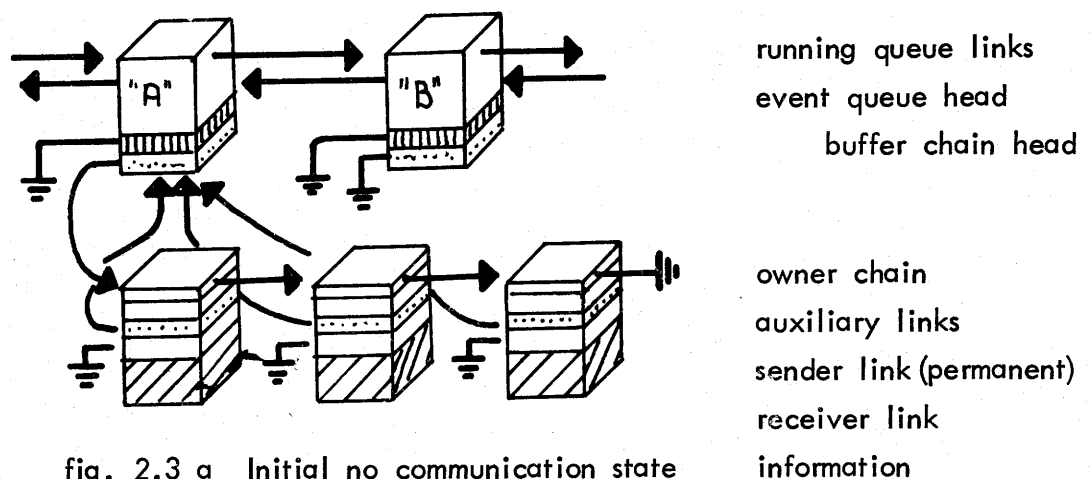 "A"
"B"
running queue links
event queue head
buffer chain head
owner chain
auxiliary links
sender link (permanent)
receiver link
information
fig. 2.3 a Initial no communication state